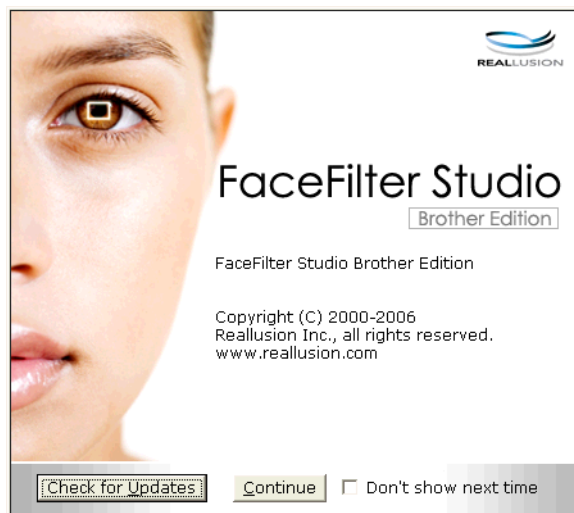 REALLUSION
FaceFilter Studio
Brother Edition
FaceFilter Studio Brother Edition
Copyright (C) 2000-2006
Reallusion Inc., all rights reserved.
www.reallusion.com
Check for Updates
Continue
Don't show next time